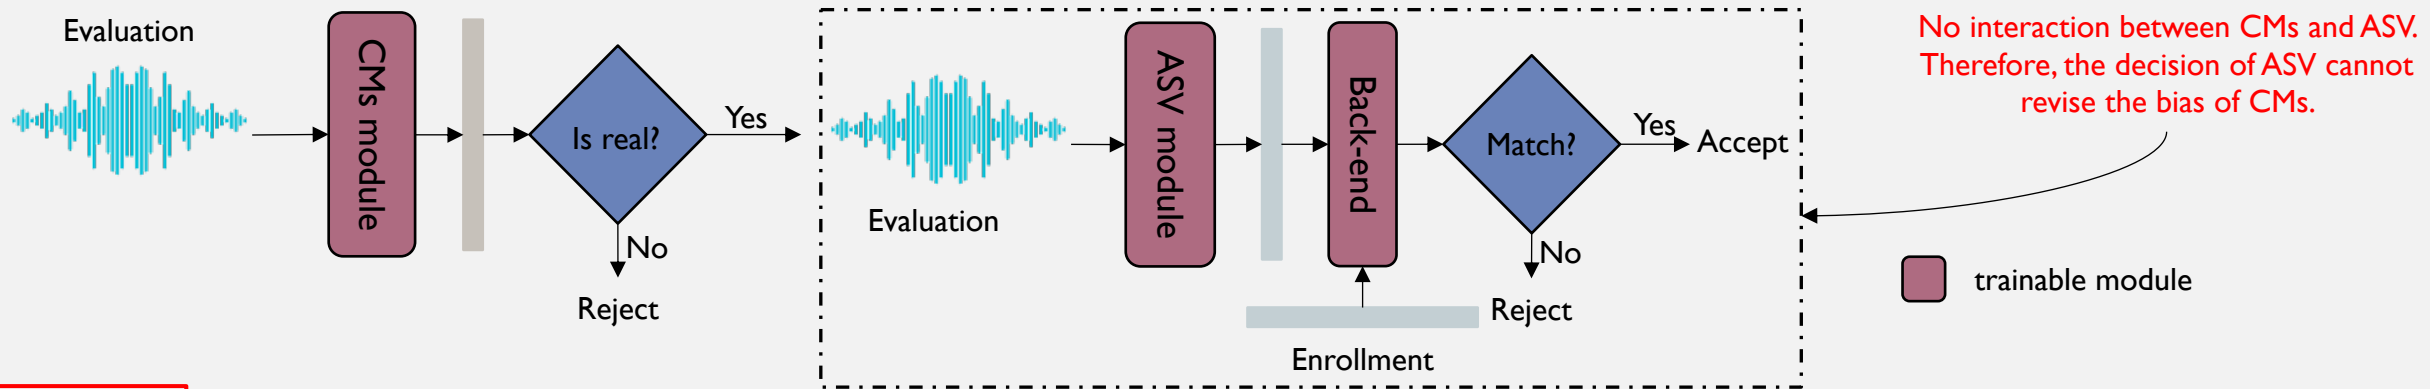 Evaluation
CMs module
Is real?
Yes
No
Reject
Evaluation
ASV module
Back-end
Match?
Yes
Accept
No
Reject
Enrollment
No interaction between CMs and ASV.
Therefore, the decision of ASV cannot
revise the bias of CMs.
trainable module